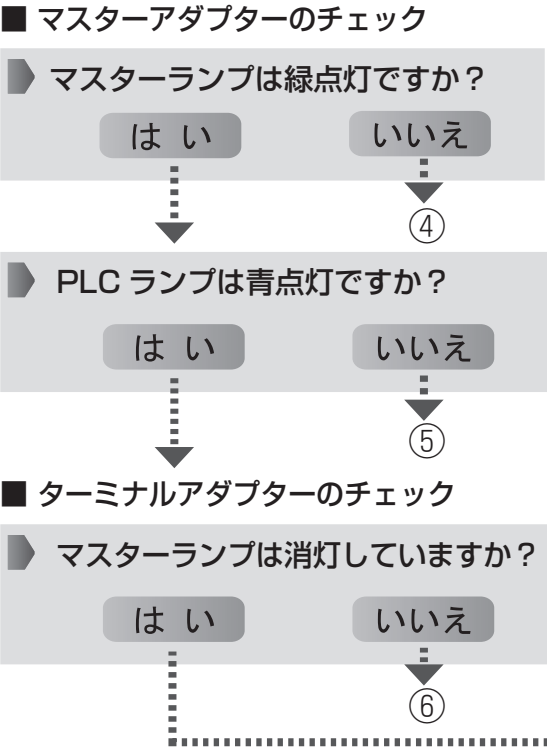 ■ マスターアダプターのチェック
マスターランプは緑点灯ですか？
は い いいえ
④
PLC ランプは青点灯ですか？
は い いいえ
⑤
■ ターミナルアダプターのチェック
マスターランプは消灯していますか？
は い いいえ
⑥